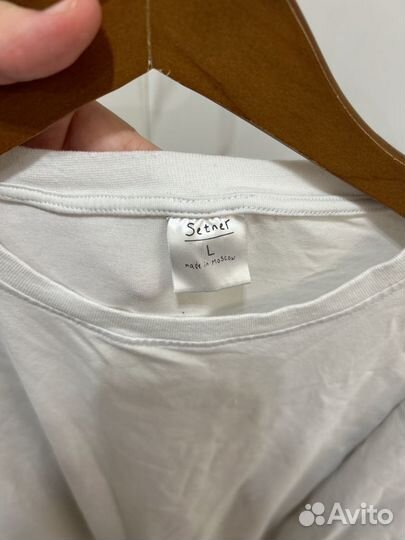 Setner
L
made in Moscow
Avito